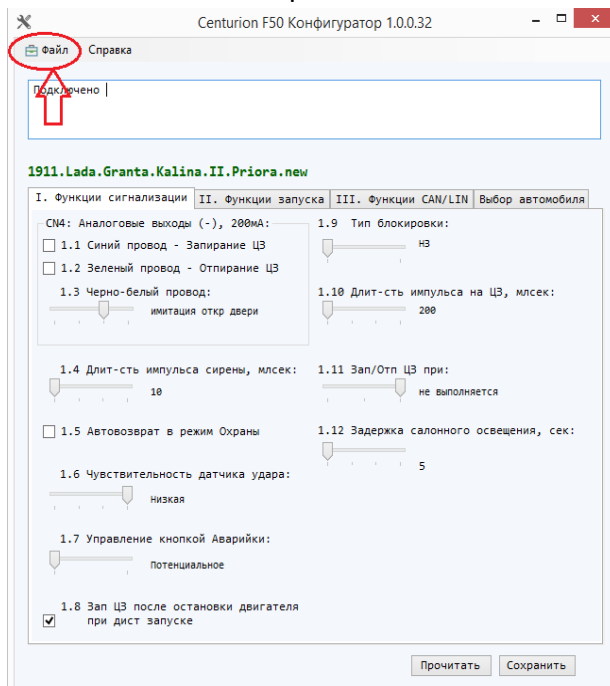 Centurion F50 Конфигуратор 1.0.0.32
Файл Справка
Подключено
1911.Lada.Granta.Kalina.II.Priora.new
I. Функции сигнализации II. Функции запуска III. Функции CAN/LIN Выбор автомобиля
CN4: Аналоговые выходы (-), 200мА:
1.1 Синий провод - Запирание ЦЗ
1.2 Зеленый провод - Отпирание ЦЗ
1.3 Черно-белый провод:
имитация откр двери
1.4 Длит-сть импульса сирены, млсек:
10
1.5 Автовозврат в режим Охраны
1.6 Чувствительность датчика удара:
Низкая
1.7 Управление кнопкой Аварийки:
Потенциальное
1.8 Зап ЦЗ после остановки двигателя
при дист запуске
1.9 Тип блокировки:
НЗ
1.10 Длит-сть импульса на ЦЗ, млсек:
200
1.11 Зап/Отп ЦЗ при:
не выполняется
1.12 Задержка салонного освещения, сек:
5
Прочитать Сохранить